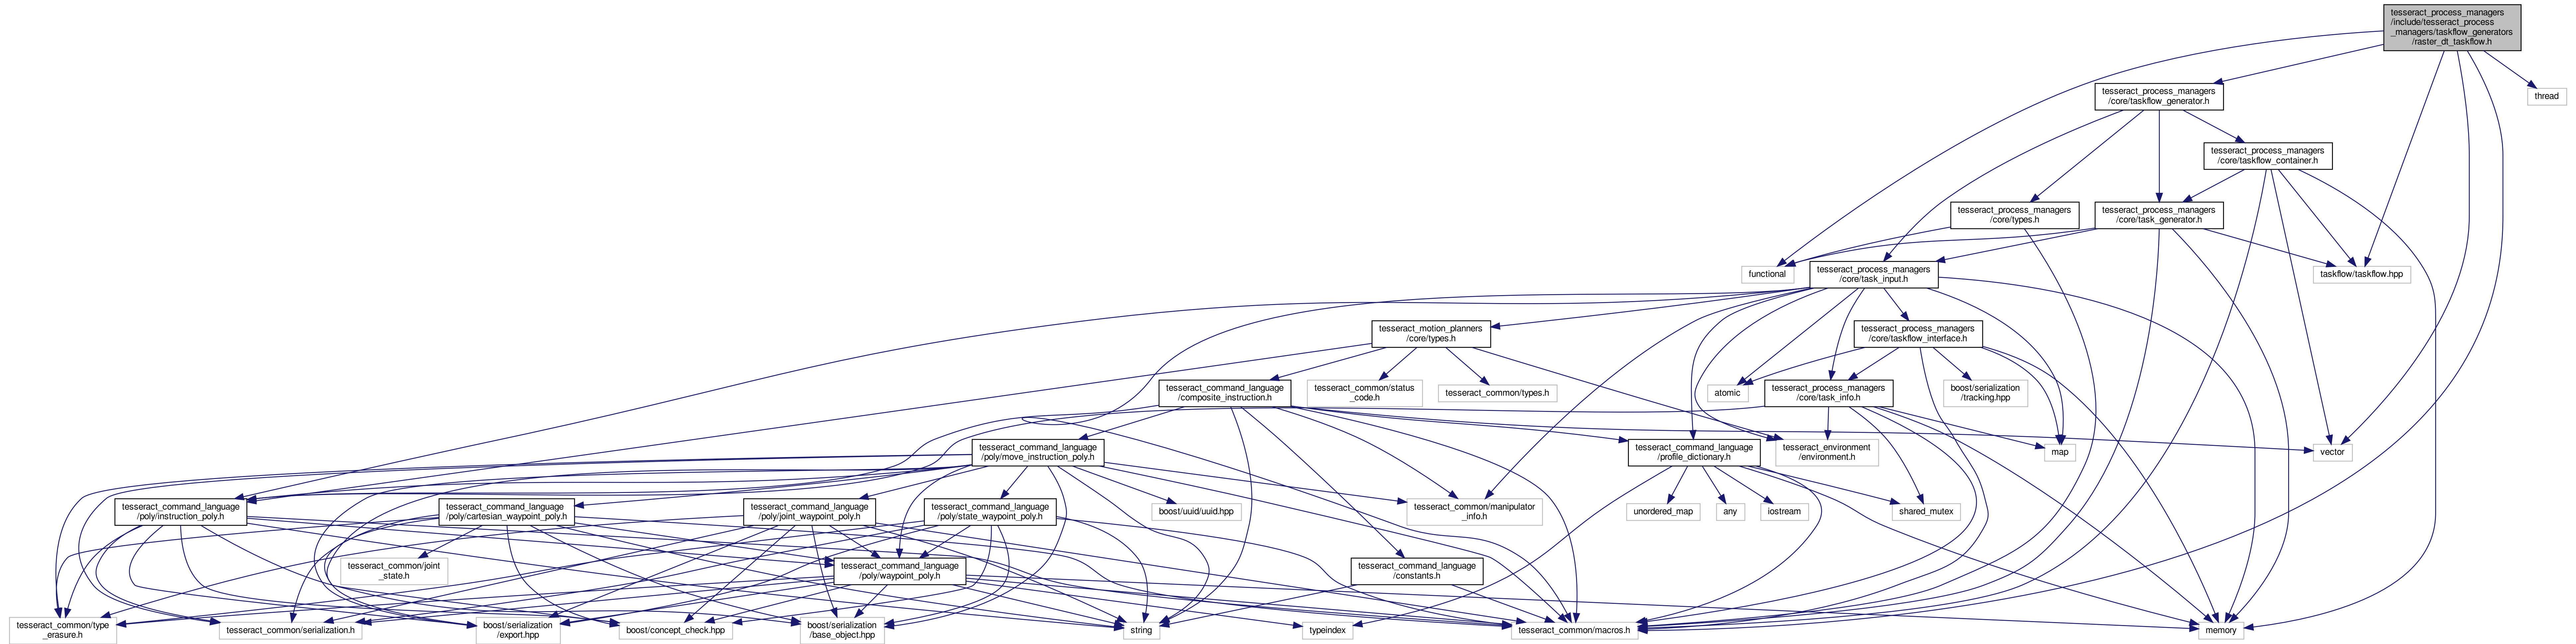 tesseract_process_managers
/include/tesseract_process
_managers/taskflow_generators
/raster_dt_taskflow.h
tesseract_process_managers
/core/taskflow_generator.h
thread
tesseract_process_managers
/core/taskflow_container.h
tesseract_process_managers
/core/types.h
tesseract_process_managers
/core/task_generator.h
functional
tesseract_process_managers
/core/task_input.h
taskflow/taskflow.hpp
tesseract_motion_planners
/core/types.h
tesseract_process_managers
/core/taskflow_interface.h
tesseract_command_language
/composite_instruction.h
tesseract_common/status
_code.h
tesseract_common/types.h
atomic
tesseract_process_managers
/core/task_info.h
boost/serialization
/tracking.hpp
tesseract_command_language
/poly/move_instruction_poly.h
tesseract_command_language
/profile_dictionary.h
tesseract_environment
/environment.h
map
vector
tesseract_command_language
/poly/instruction_poly.h
tesseract_command_language
/poly/cartesian_waypoint_poly.h
tesseract_command_language
/poly/joint_waypoint_poly.h
tesseract_command_language
/poly/state_waypoint_poly.h
boost/uuid/uuid.hpp
tesseract_common/manipulator
_info.h
unordered_map
any
iostream
shared_mutex
tesseract_common/joint
_state.h
tesseract_command_language
/poly/waypoint_poly.h
tesseract_command_language
/constants.h
tesseract_common/type
_erasure.h
tesseract_common/serialization.h
boost/serialization
/export.hpp
boost/concept_check.hpp
boost/serialization
/base_object.hpp
string
typeindex
tesseract_common/macros.h
memory